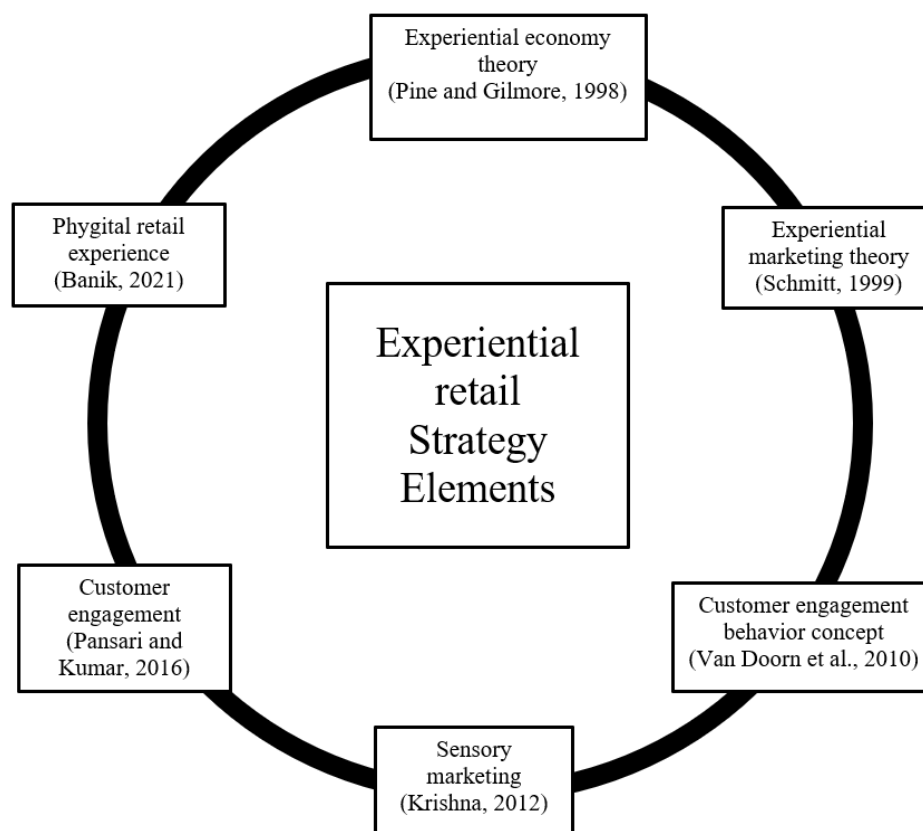 Experiential economy
theory
(Pine and Gilmore, 1998)
Phygital retail
experience
(Banik, 2021)
Experiential
marketing theory
(Schmitt, 1999)
Experiential
retail
Strategy
Elements
Customer
engagement
(Pansari and
Kumar, 2016)
Customer engagement
behavior concept
(Van Doorn et al., 2010)
Sensory
marketing
(Krishna, 2012)